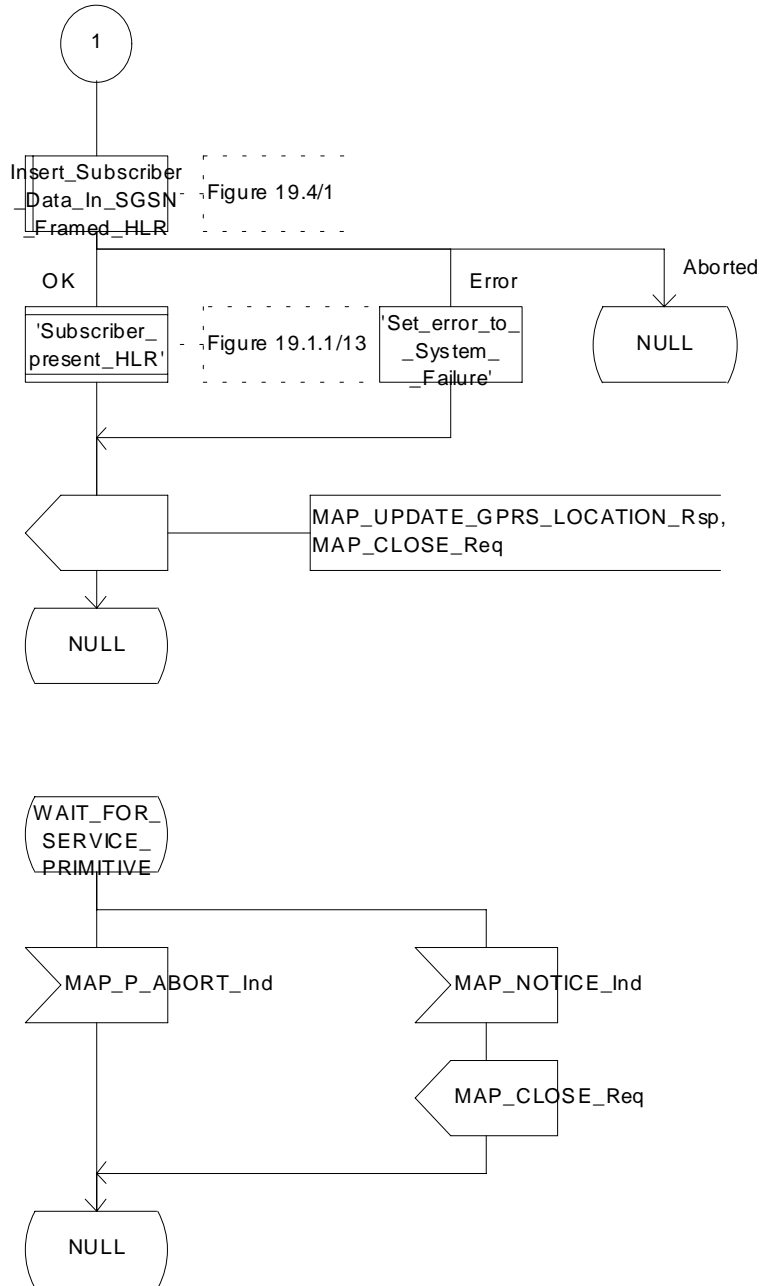 1
Insert_Subscriber
_Data_In_SGSN
_Framed_HLR
Figure 19.4/1
OK
Error
Aborted
'Subscriber_
present_HLR'
Figure 19.1.1/13
'Set_error_to_
_System_
_Failure'
NULL
MAP_UPDATE_GPRS_LOCATION_Rsp,
MAP_CLOSE_Req
NULL
WAIT_FOR_
SERVICE_
PRIMITIVE
MAP_P_ABORT_Ind
MAP_NOTICE_Ind
MAP_CLOSE_Req
NULL